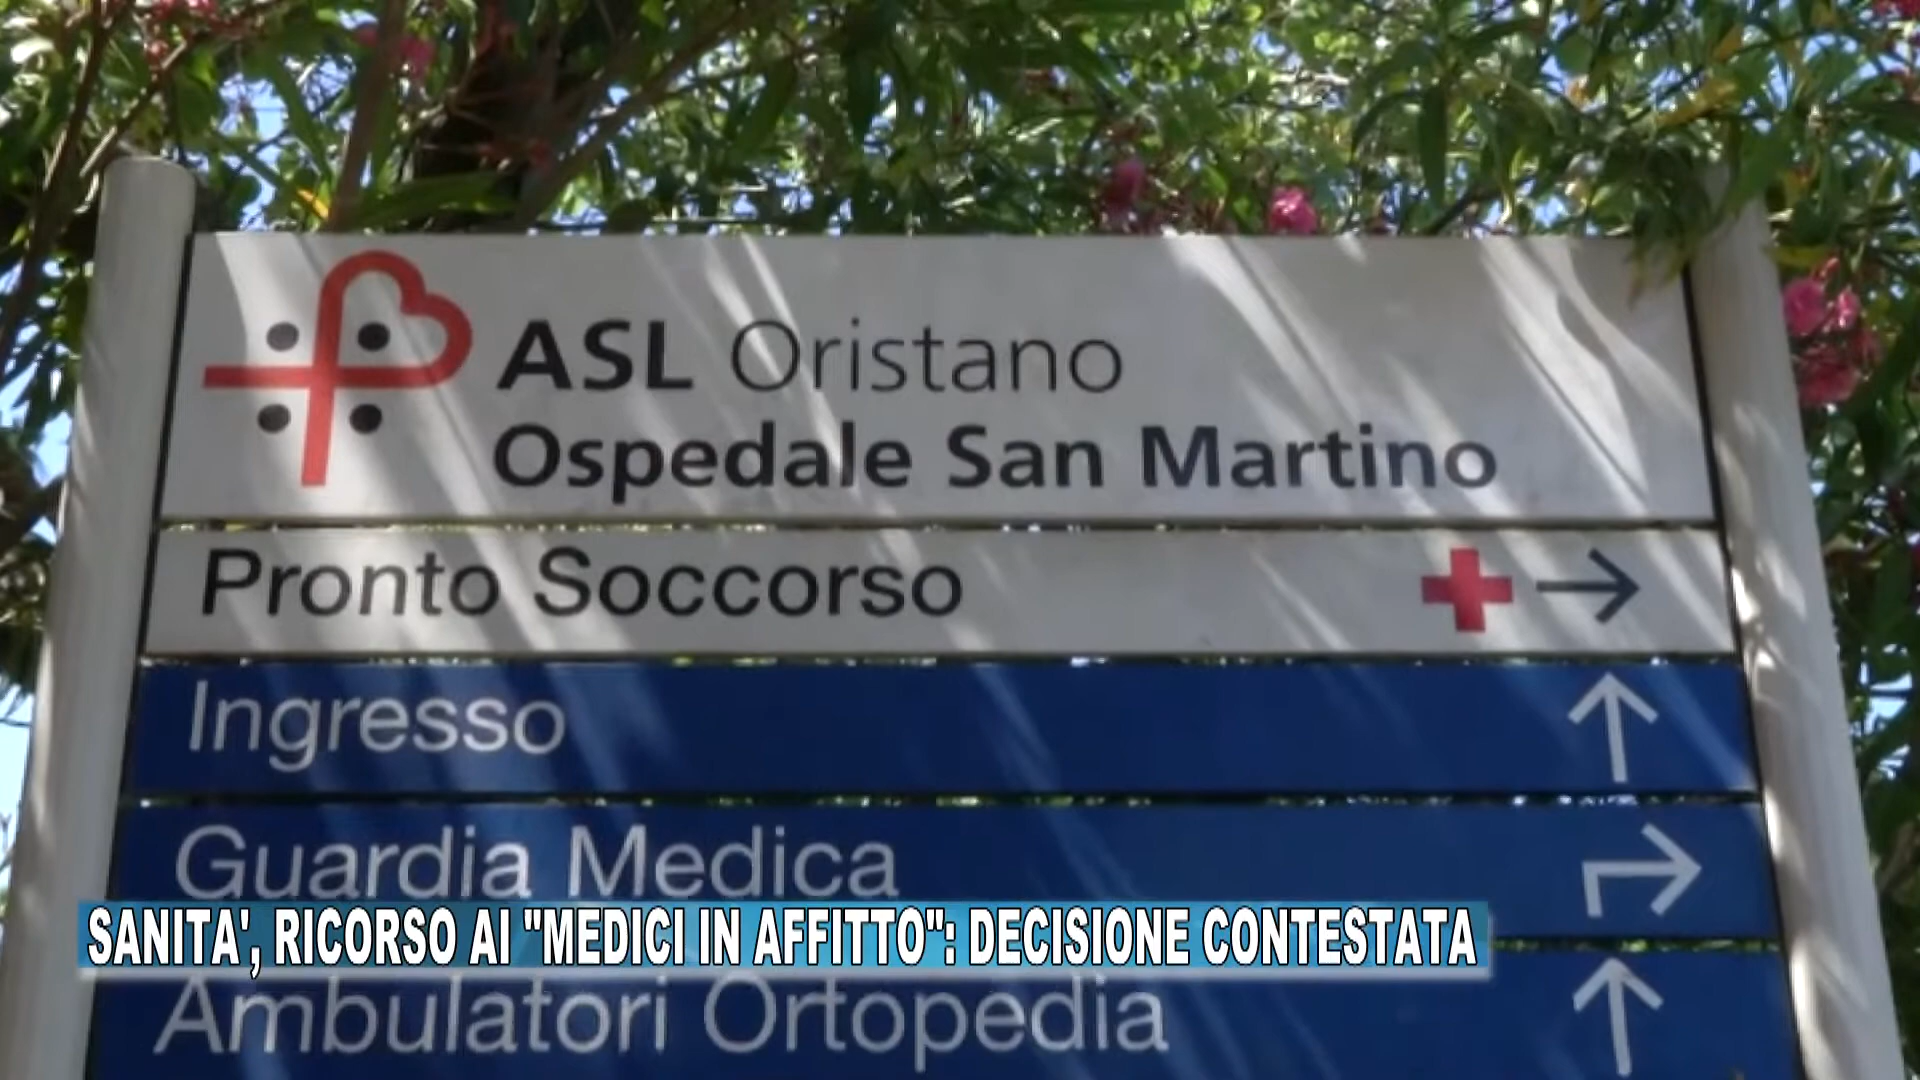 ASL Oristano
Ospedale San Martino
Pronto Soccorso
Ingresso
Guardia Medica
SANITA', RICORSO AI "MEDICI IN AFFITTO": DECISIONE CONTESTATA
Ambulatori Ortopedia